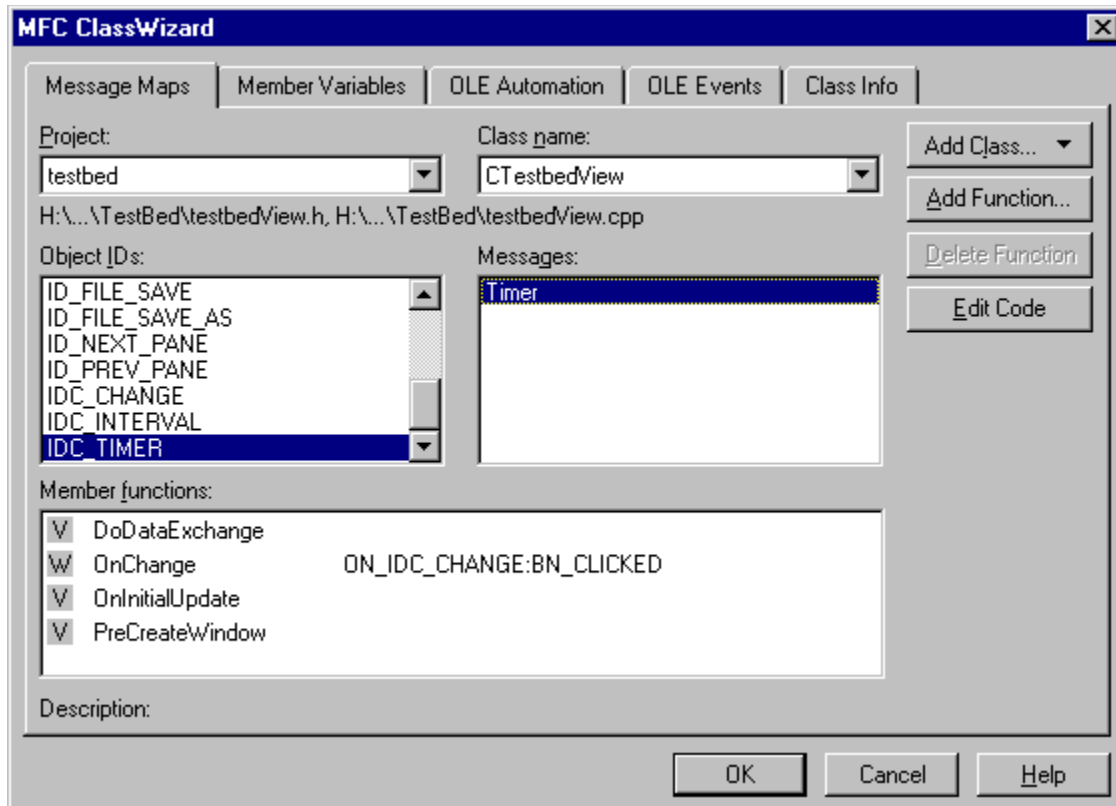 MFC ClassWizard
Message Maps
Member Variables
OLE Automation
OLE Events
Class Info
Project:
Class name:
testbed
CTestbedView
Add Class...
Add Function...
Delete Function
Edit Code
H:\...\TestBed\testbedView.h, H:\...\TestBed\testbedView.cpp
Object IDs:
Messages:
ID_FILE_SAVE
ID_FILE_SAVE_AS
ID_NEXT_PANE
ID_PREV_PANE
IDC_CHANGE
IDC_INTERVAL
IDC_TIMER
Timer
Member functions:
V DoDataExchange
W OnChange ON_IDC_CHANGE:BN_CLICKED
V OnInitialUpdate
V PreCreateWindow
Description:
OK
Cancel
Help